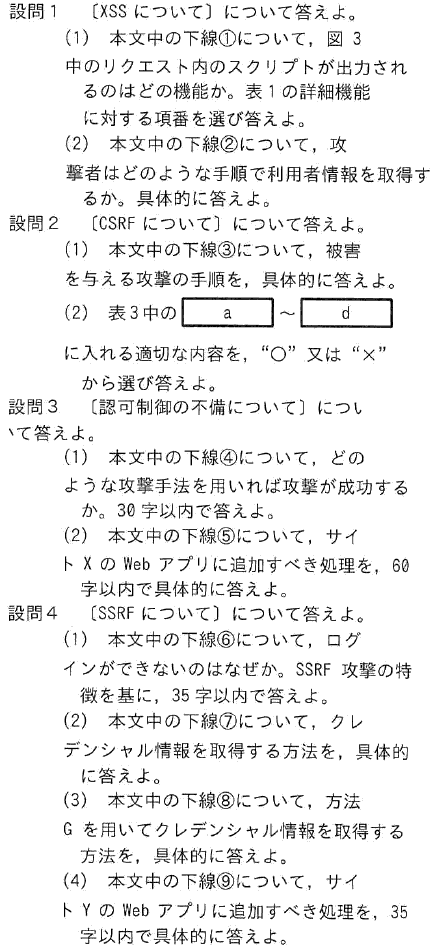 設問１　〔XSS について〕について答えよ。
(1)　本文中の下線①について，図 3
中のリクエスト内のスクリプトが出力され
るのはどの機能か。表１の詳細機能
に対する項番を選び答えよ。
(2)　本文中の下線②について，攻
撃者はどのような手順で利用者情報を取得す
るか。具体的に答えよ。
設問２　〔CSRF について〕について答えよ。
(1)　本文中の下線③について，被害
を与える攻撃の手順を，具体的に答えよ。
(2)　表３中の a ～ d
に入れる適切な内容を，“○” 又は “×”
から選び答えよ。
設問３　〔認可制御の不備について〕につい
て答えよ。
(1)　本文中の下線④について，どの
ような攻撃手法を用いれば攻撃が成功する
か。30 字以内で答えよ。
(2)　本文中の下線⑤について，サイ
ト X の Web アプリに追加すべき処理を，60
字以内で具体的に答えよ。
設問４　〔SSRF について〕について答えよ。
(1)　本文中の下線⑥について，ログ
インができないのはなぜか。SSRF 攻撃の特
徴を基に，35 字以内で答えよ。
(2)　本文中の下線⑦について，クレ
デンシャル情報を取得する方法を，具体的
に答えよ。
(3)　本文中の下線⑧について，方法
G を用いてクレデンシャル情報を取得する
方法を，具体的に答えよ。
(4)　本文中の下線⑨について，サイ
ト Y の Web アプリに追加すべき処理を，35
字以内で具体的に答えよ。